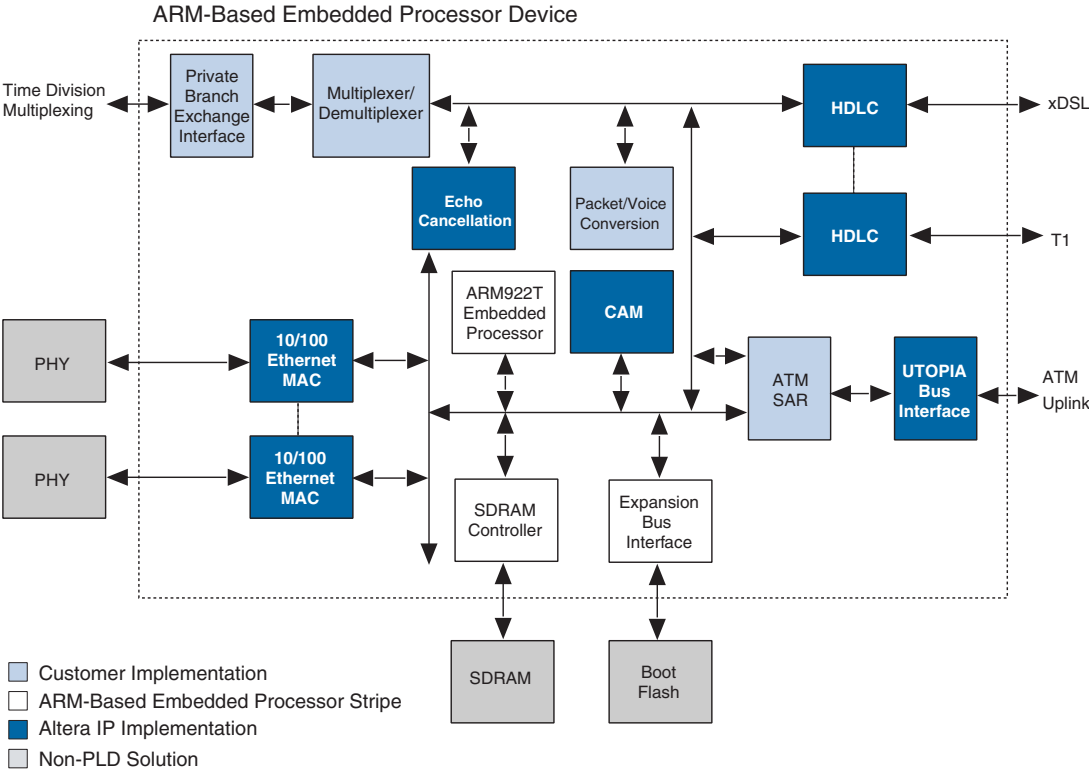 ARM-Based Embedded Processor Device
Time Division
Multiplexing
Private
Branch
Exchange
Interface
Multiplexer/
Demultiplexer
HDLC
xDSL
Echo
Cancellation
Packet/Voice
Conversion
HDLC
T1
ARM922T
Embedded
Processor
CAM
PHY
10/100
Ethernet
MAC
ATM
SAR
UTOPIA
Bus
Interface
ATM
Uplink
PHY
10/100
Ethernet
MAC
SDRAM
Controller
Expansion
Bus
Interface
SDRAM
Boot
Flash
Customer Implementation
ARM-Based Embedded Processor Stripe
Altera IP Implementation
Non-PLD Solution